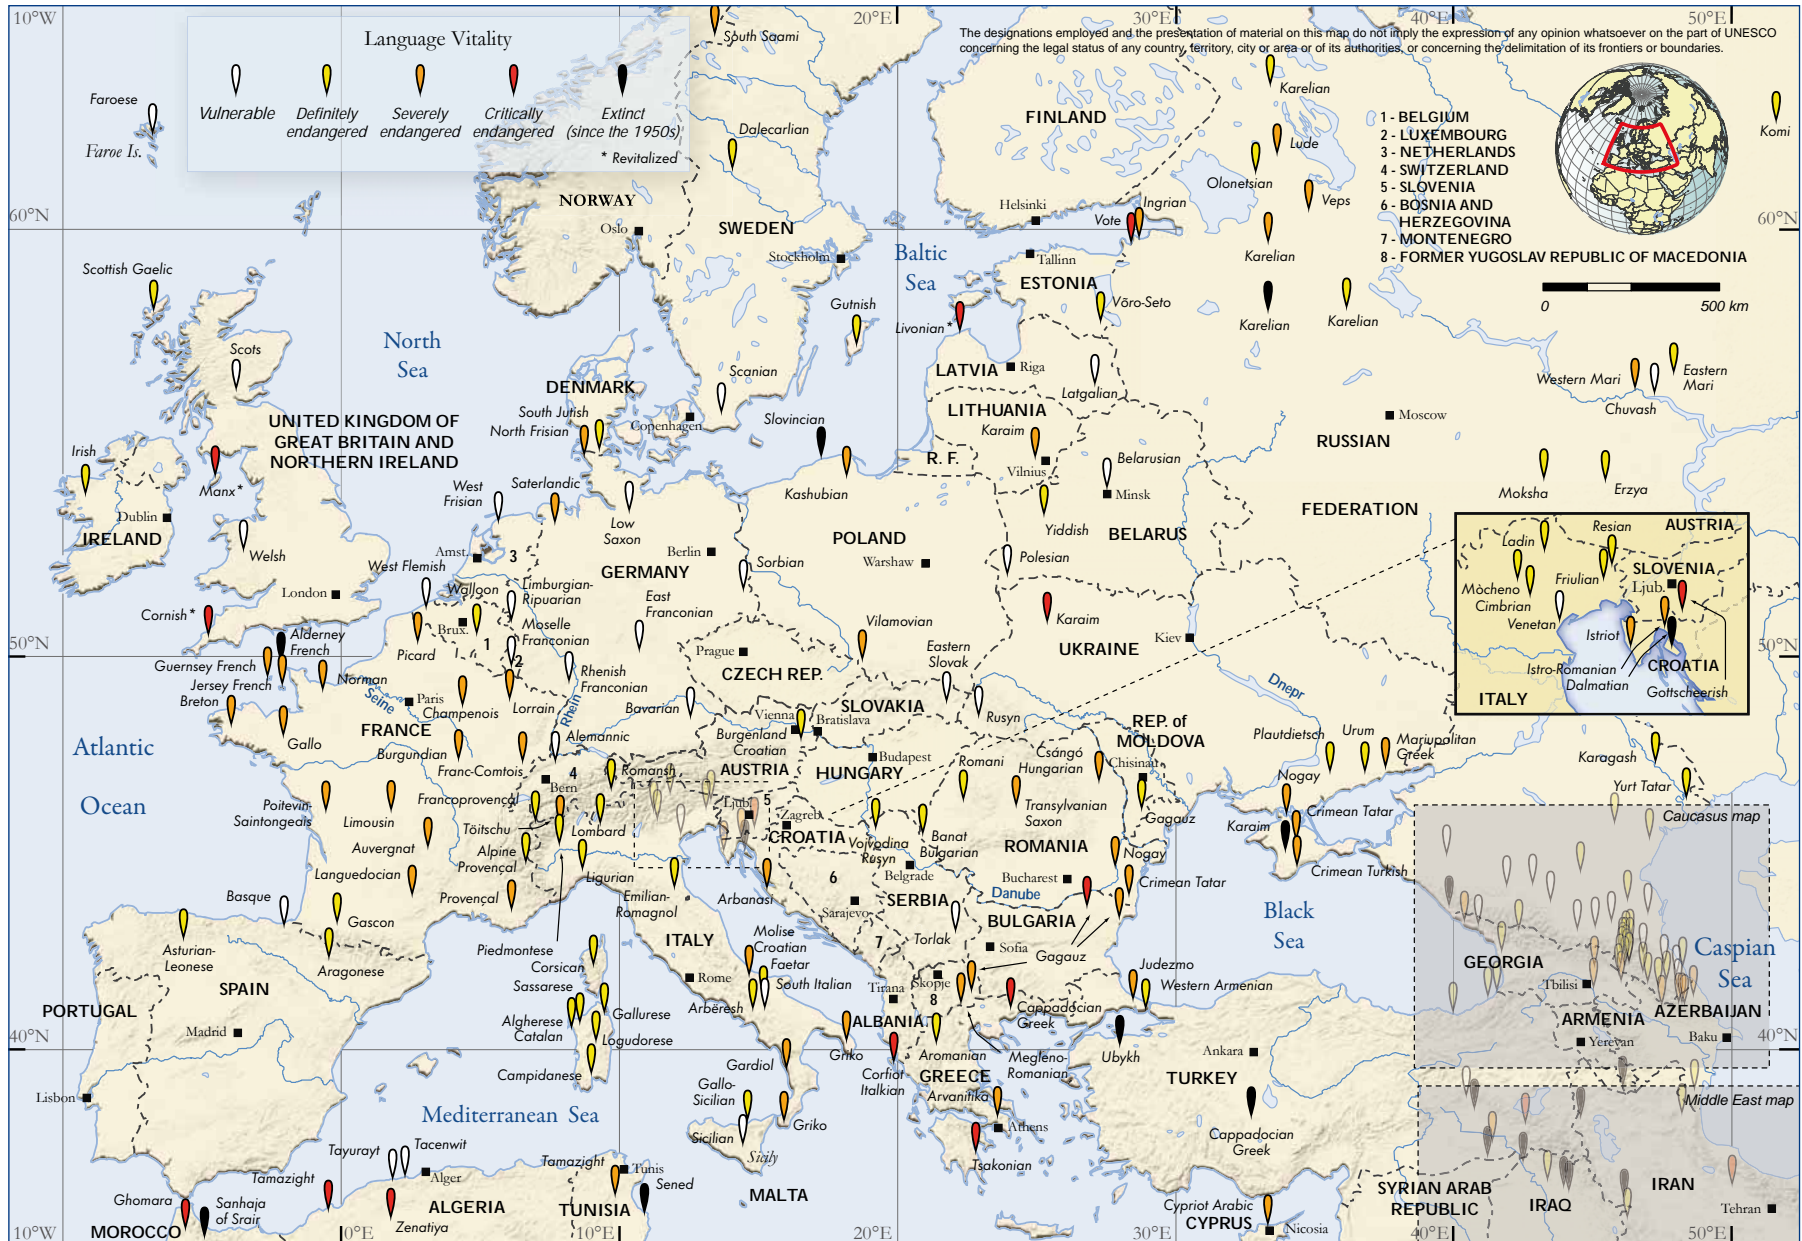 10°W
20°E
30°E
40°E
50°E
The designations employed and the presentation of material on this map do not imply the expression of any opinion whatsoever on the part of UNESCO
concerning the legal status of any country, territory, city or area or of its authorities, or concerning the delimitation of its frontiers or boundaries.
Language Vitality
Vulnerable
Definitely
endangered
Severely
endangered
Critically
endangered
Extinct
(since the 1950s)
* Revitalized
1 - BELGIUM
2 - LUXEMBOURG
3 - NETHERLANDS
4 - SWITZERLAND
5 - SLOVENIA
6 - BOSNIA AND
HERZEGOVINA
7 - MONTENEGRO
8 - FORMER YUGOSLAV REPUBLIC OF MACEDONIA
0
500 km
South Saami
Faroese
Faroe Is.
Dalecarlian
FINLAND
Karelian
Lude
Komi
Olonetsian
Veps
NORWAY
Oslo
SWEDEN
Stockholm
Helsinki
Vote
Ingrian
60°N
60°N
Baltic
Sea
Tallinn
ESTONIA
Karelian
Scottish Gaelic
Gutnish
Livonian *
Võro-Seto
Karelian
Karelian
North
Sea
Scots
Scanian
DENMARK
LATVIA
Riga
Latgalian
Western Mari
Eastern
Mari
Chuvash
UNITED KINGDOM OF
GREAT BRITAIN AND
NORTHERN IRELAND
South Jutish
North Frisian
Copenhagen
Slovincian
LITHUANIA
Karaim
Moscow
RUSSIAN
Irish
Manx*
R. F.
Vilnius
Belarusian
Minsk
Moksha
Erzya
West
Frisian
Saterlandic
Low
Saxon
Kashubian
Yiddish
BELARUS
FEDERATION
Dublin
IRELAND
Welsh
Amst.
3
Berlin
POLAND
Warshaw
Polesian
GERMANY
Sorbian
West Flemish
Walloon
Limburgian-
Ripuarian
London
East
Franconian
Cornish *
Alderney
French
Brux.
1
Moselle
Franconian
2
Picard
Vilamovian
Karaim
Kiev
UKRAINE
50°N
50°N
Guernsey French
Jersey French
Breton
Norman
Seine
Paris
Champenois
Lorrain
Rhein
Rhenish
Franconian
Bavarian
Prague
CZECH REP.
Eastern
Slovak
Rusyn
Dnepr
Resian
AUSTRIA
Ladin
SLOVENIA
Ljub.
Friulian
Mòcheno
Cimbrian
Venetan
Istriot
Istro-Romanian
Dalmatian
CROATIA
Gottscheerish
ITALY
Atlantic
Ocean
Gallo
FRANCE
Burgundian
Franc-Comtois
Alemannic
Vienna
Bratislava
SLOVAKIA
Burgenland
Croatian
AUSTRIA
Budapest
HUNGARY
REP. of
MOLDOVA
Chisinau
Csángó
Hungarian
Romani
Plautdietsch
Urum
Mariupolitan
Greek
Karagash
Yurt Tatar
Nogay
4
Bern
Romansh
Francoprovençal
Töitschu
Lombard
Ljub.
5
Zagreb
CROATIA
Transylvanian
Saxon
Gagauz
Crimean Tatar
Karaim
Crimean Turkish
Caucasus map
Poitevin-
Saintongeais
Limousin
Auvergnat
Alpine
Provençal
Languedocian
Provençal
Ligurian
Emilian-
Romagnol
Arbanasi
Vojvodina
Rusyn
Banat
Bulgarian
Belgrade
ROMANIA
Bucharest
Nogay
Crimean Tatar
Danube
6
Sarajevo
SERBIA
BULGARIA
Black
Sea
Basque
Gascon
Asturian-
Leonese
Aragonese
Piedmontese
Corsican
Sassarese
ITALY
Rome
Molise
Croatian
Faetar
South Italian
7
Torlak
Sofia
Gagauz
Skopje
8
Tirana
Judezmo
Western Armenian
GEORGIA
Tbilisi
Caspian
Sea
PORTUGAL
SPAIN
Madrid
Algherese
Catalan
Gallurese
Logudorese
Campidanese
Arbëresh
ALBANIA
Cappadocian
Greek
Ubykh
ARMENIA
Yerevan
AZERBAIJAN
Baku
40°N
40°N
Gardiol
Griko
Corfiot
Italkian
Aromanian
GREECE
Megleno-
Romanian
Arvanitika
Athens
Ankara
TURKEY
Cappadocian
Greek
Middle East map
Lisbon
Mediterranean Sea
Gallo-
Sicilian
Sicilian
Sicily
Griko
Tsakonian
Tayurayt
Tacenwit
Tamazight
Alger
Tamazight
Tunis
Sened
MALTA
Ghomara
Sanhaja
of Srair
Zenatiya
ALGERIA
TUNISIA
MOROCCO
Cypriot Arabic
CYPRUS
Nicosia
SYRIAN ARAB
REPUBLIC
IRAQ
IRAN
Tehran
10°W
0°E
10°E
20°E
30°E
50°E